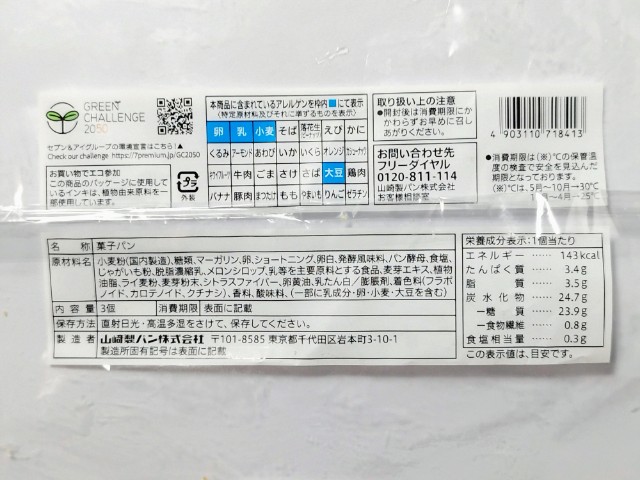 GREEN
CHALLENGE
2050
セブン&アイグループの環境宣言はこちら▲
Check our challenge https://7premium.jp/GC2050
お買い物でエコ参加
この商品のパッケージに使用して
いるインキは、植物由来原料を一
プラ
外装
本商品に含まれているアレルゲンを枠内■にて表示
(特定原材料及びそれに準ずるものを表示)
卵 乳 小麦 そば 落花生 えび かに
くるみ アーモンド あわび いか いくら オレンジ カシューナッツ
キウイフルーツ 牛肉 ごま さけ さば 大豆 鶏肉
バナナ 豚肉 まつたけ もも やまいも りんご ゼラチン
取り扱い上の注意
●開封後は消費期限にか
かわらずお早めに召し
あがりください。
お問い合わせ先
フリーダイヤル
0120-811-114
山崎製パン株式会社
お客様相談室
4 903110 718413
●消費期限は(※)℃の保管温
度の検査で安全を見込んだ
期限となっております。
(※)℃は、5月～10月→30℃
11月～4月→25℃
名 称 菓子パン
原材料名 小麦粉(国内製造)、糖類、マーガリン、卵、ショートニング、卵白、発酵風味料、パン酵母、食塩、
じゃがいも粉、脱脂濃縮乳、メロンシロップ、乳等を主要原料とする食品、麦芽エキス、植物
油脂、ライ麦粉、麦芽粉末、シトラスファイバー、卵黄油、乳たん白/膨脹剤、着色料(フラボ
ノイド、カロテノイド、クチナシ)、香料、酸味料、(一部に乳成分・卵・小麦・大豆を含む)
内 容 量 3個 消費期限 表面に記載
保存方法 直射日光・高温多湿をさけて、保存してください。
製 造 者 山崎製パン株式会社 〒101-8585 東京都千代田区岩本町3-10-1
製造所固有記号は表面に記載
栄養成分表示:1個当たり
エネルギー …… 143kcal
たんぱく質 …… 3.4g
脂 質 …… 3.5g
炭水化物 …… 24.7g
－糖 質 …… 23.9g
－食物繊維 …… 0.8g
食塩相当量 …… 0.3g
この表示値は、目安です。